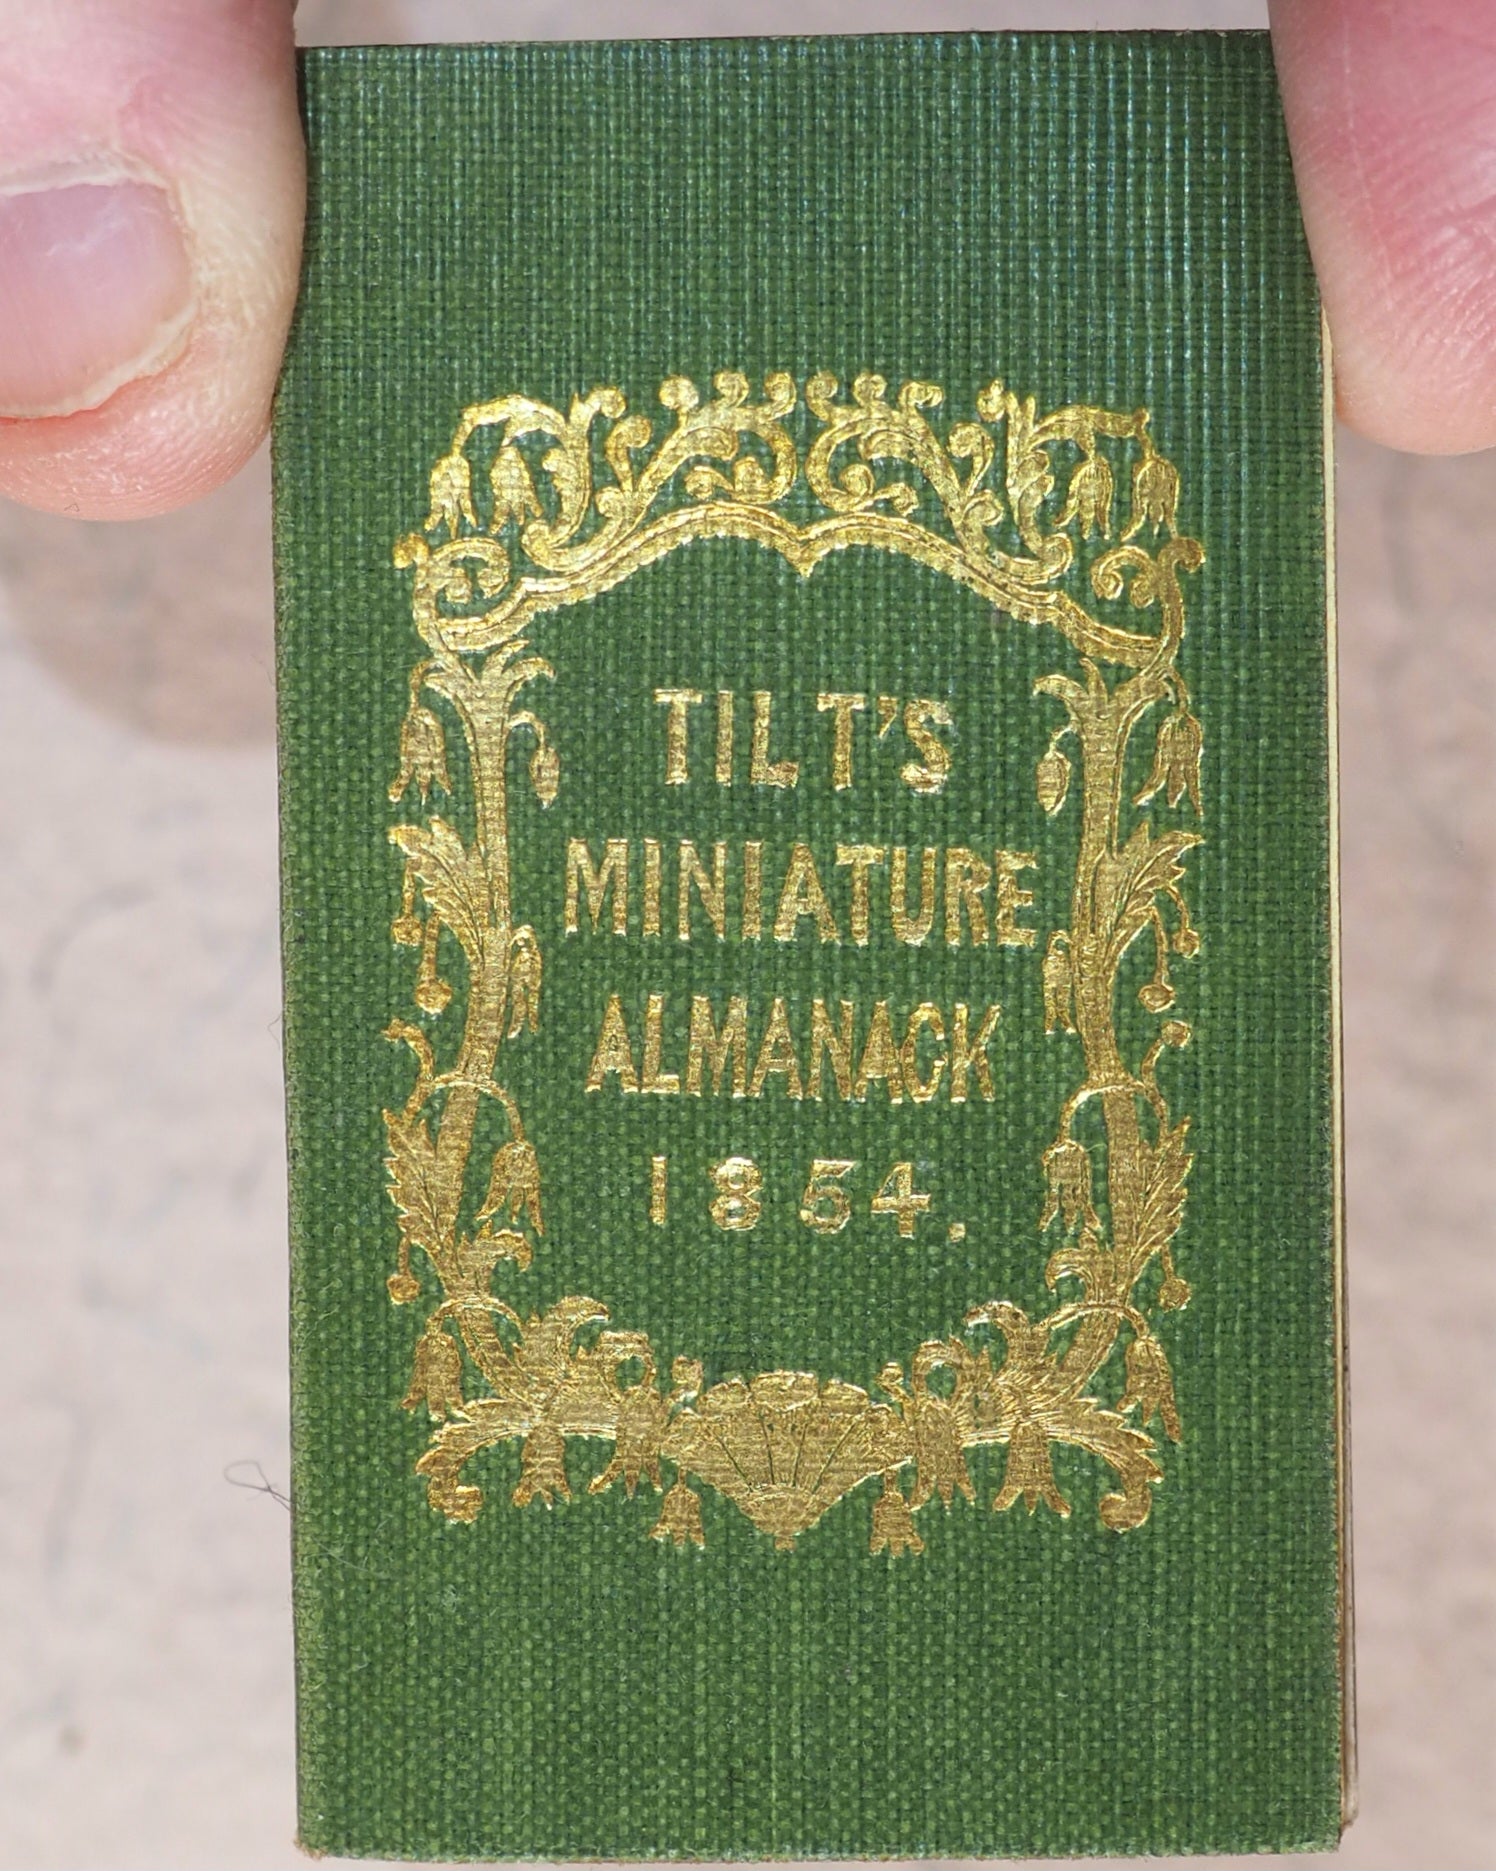 TILT'S
MINIATURE
ALMANACK
1854.